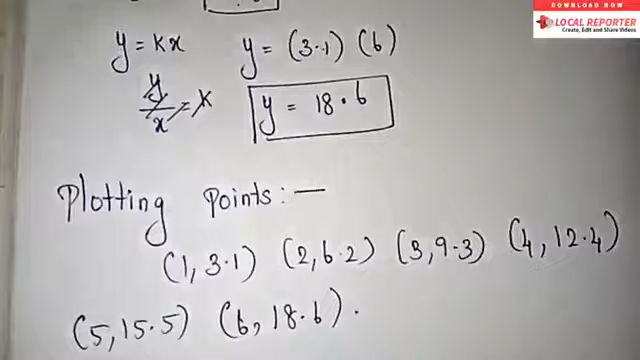 DOWNLOAD NOW
LOCAL REPORTER
Create, Edit and Share Videos
y = kx y = (3.1) (6)
y/x = k y = 18.6
Plotting points: —
(1, 3.1) (2, 6.2) (3, 9.3) (4, 12.4)
(5, 15.5) (6, 18.6).